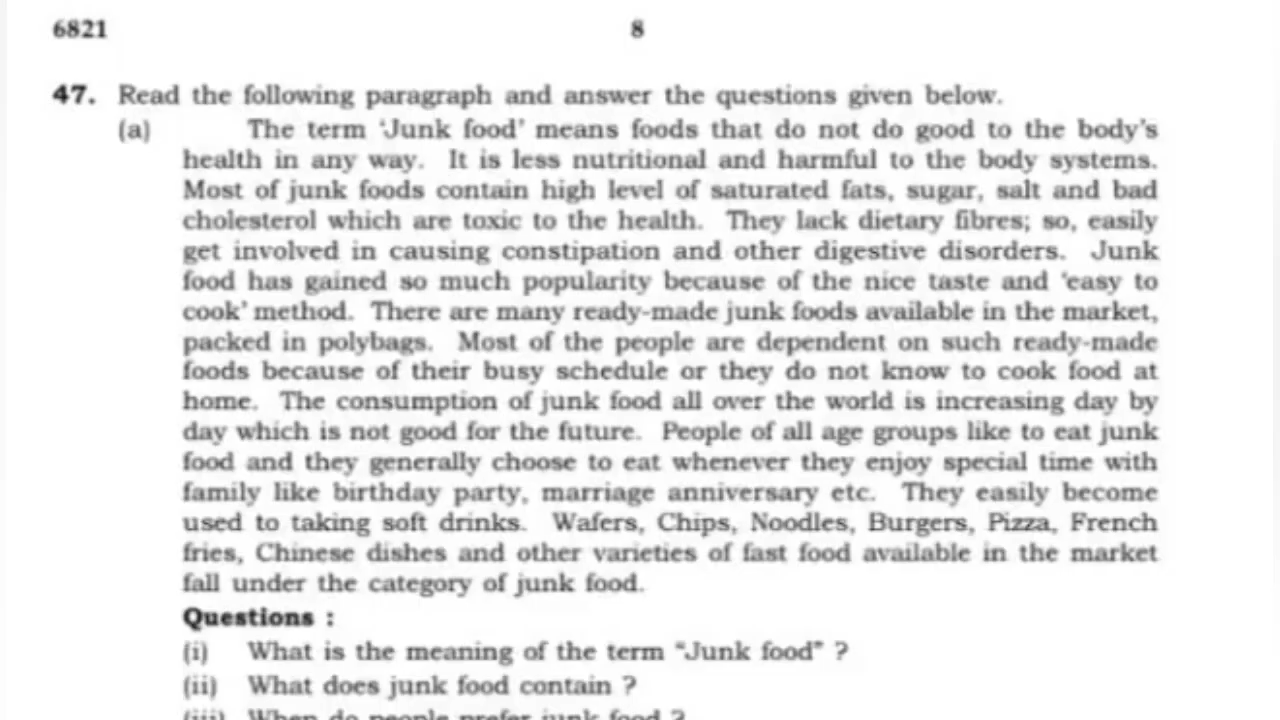 6821 8
47. Read the following paragraph and answer the questions given below.
(a) The term ‘Junk food’ means foods that do not do good to the body’s
health in any way. It is less nutritional and harmful to the body systems.
Most of junk foods contain high level of saturated fats, sugar, salt and bad
cholesterol which are toxic to the health. They lack dietary fibres; so, easily
get involved in causing constipation and other digestive disorders. Junk
food has gained so much popularity because of the nice taste and ‘easy to
cook’ method. There are many ready-made junk foods available in the market,
packed in polybags. Most of the people are dependent on such ready-made
foods because of their busy schedule or they do not know to cook food at
home. The consumption of junk food all over the world is increasing day by
day which is not good for the future. People of all age groups like to eat junk
food and they generally choose to eat whenever they enjoy special time with
family like birthday party, marriage anniversary etc. They easily become
used to taking soft drinks. Wafers, Chips, Noodles, Burgers, Pizza, French
fries, Chinese dishes and other varieties of fast food available in the market
fall under the category of junk food.
Questions :
(i) What is the meaning of the term “Junk food” ?
(ii) What does junk food contain ?
(iii) When do people prefer junk food ?